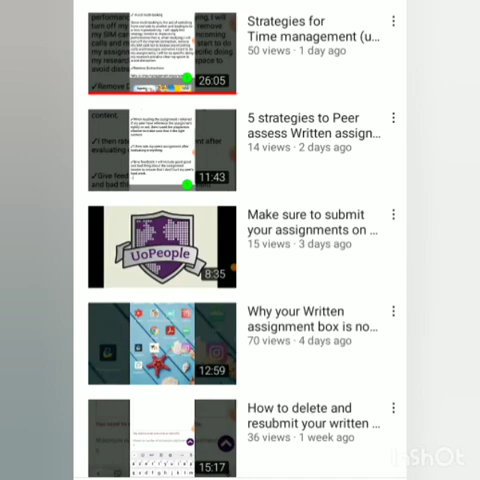 Strategies for
Time management (u...
50 views · 1 day ago
26:05
5 strategies to Peer
assess Written assign...
14 views · 2 days ago
11:43
Make sure to submit
your assignments on ...
15 views · 3 days ago
UoPeople
8:35
Why your Written
assignment box is no...
70 views · 4 days ago
12:59
How to delete and
resubmit your written ...
36 views · 1 week ago
15:17
InShOt